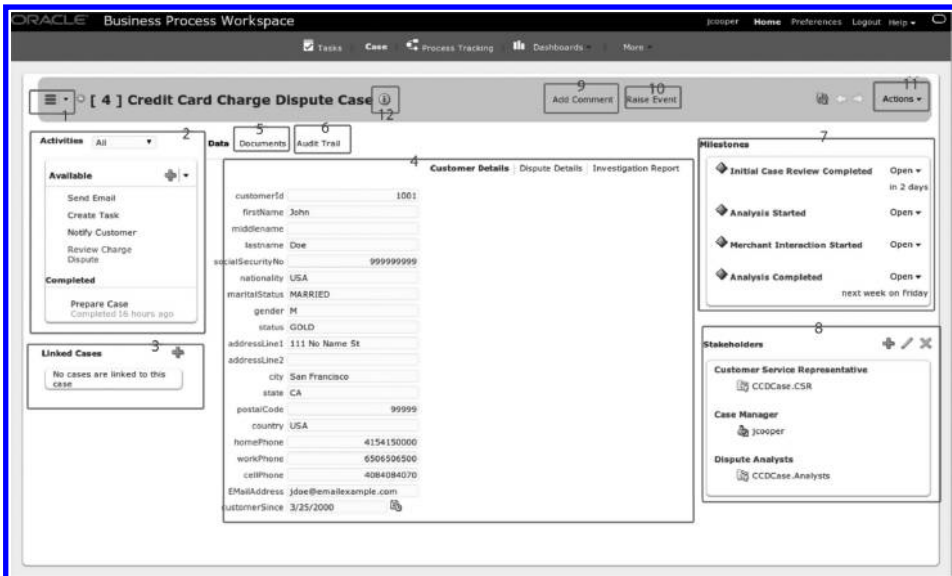 ORACLE Business Process Workspace
jcooper Home Preferences Logout Help
Tasks Case Process Tracking Dashboards More
[ 4 ] Credit Card Charge Dispute Case
1
12
9
Add Comment
10
Raise Event
11
Actions
Activities All
2
Available
Send Email
Create Task
Notify Customer
Review Charge
Dispute
Completed
Prepare Case
Completed 16 hours ago
Linked Cases
3
No cases are linked to this
case
5
6
Data Documents Audit Trail
4
Customer Details Dispute Details Investigation Report
customerId 1001
firstName John
middlename
lastname Doe
socialSecurityNo 999999999
nationality USA
maritalStatus MARRIED
gender M
status GOLD
addressLine1 111 No Name St
addressLine2
city San Francisco
state CA
postalCode 99999
country USA
homePhone 4154150000
workPhone 6506506500
cellPhone 4084084070
EMailAddress jdoe@emailexample.com
customerSince 3/25/2000
7
Milestones
Initial Case Review Completed Open
in 2 days
Analysis Started Open
Merchant Interaction Started Open
Analysis Completed Open
next week on Friday
8
Stakeholders
Customer Service Representative
CCDCase.CSR
Case Manager
jcooper
Dispute Analysts
CCDCase.Analysts